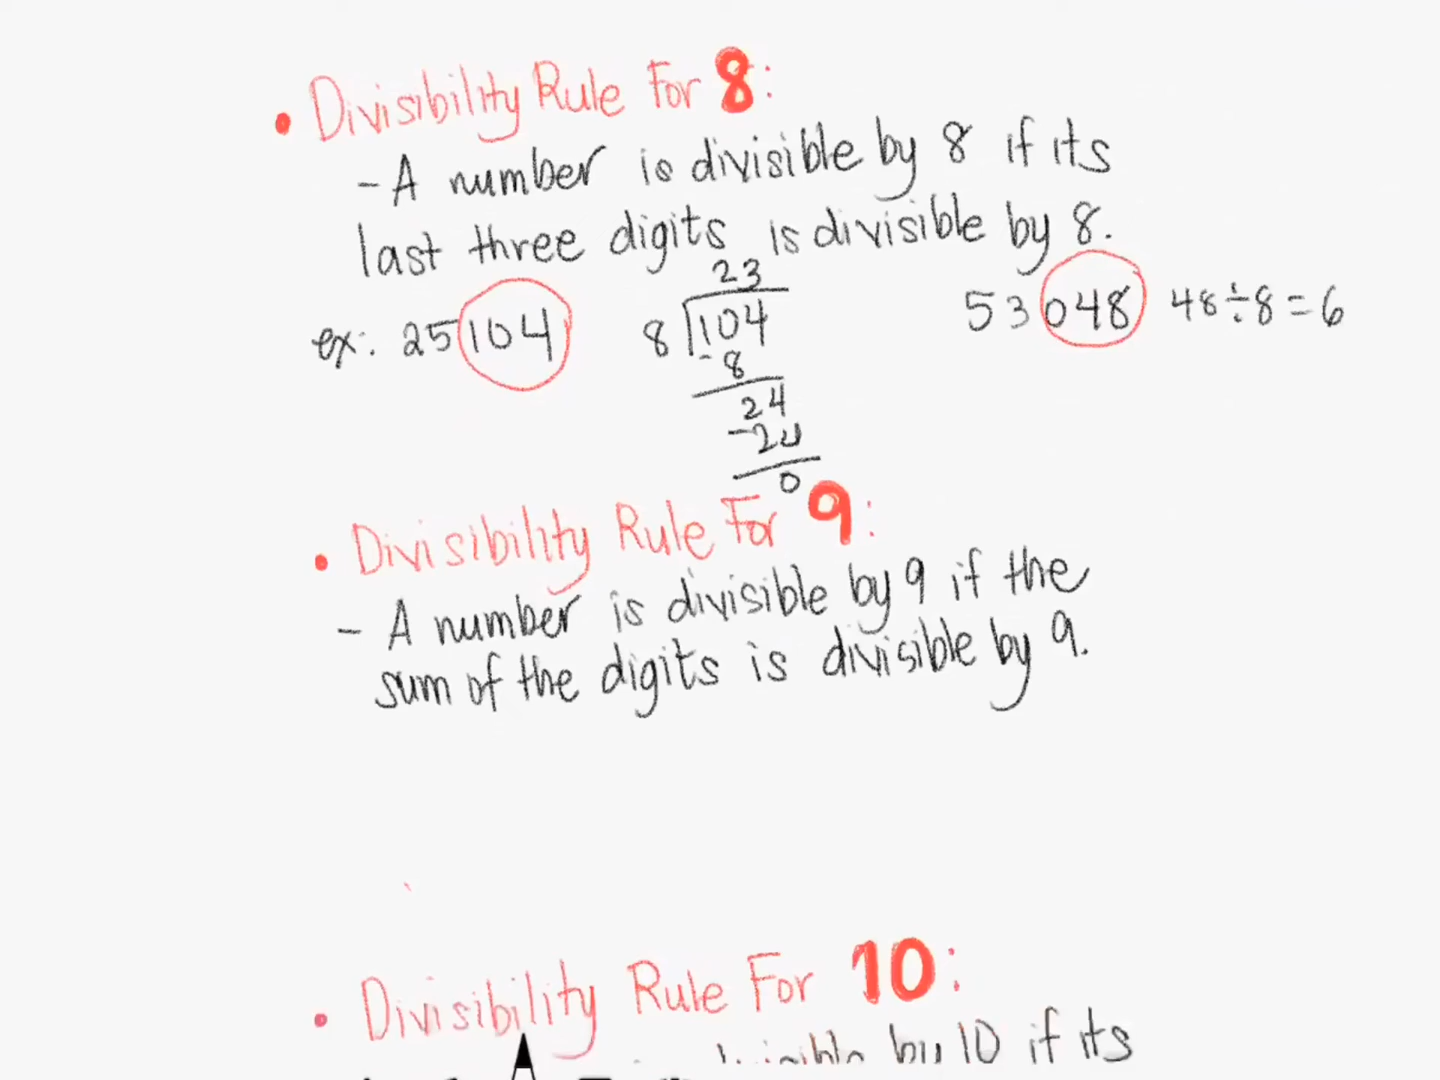 • Divisibility Rule For 8:
- A number is divisible by 8 if its
last three digits is divisible by 8.
ex: 25104
23
8 104
- 8
24
- 24
0
53048 48÷8=6
• Divisibility Rule For 9:
- A number is divisible by 9 if the
sum of the digits is divisible by 9.
• Divisibility Rule For 10:
by 10 if its